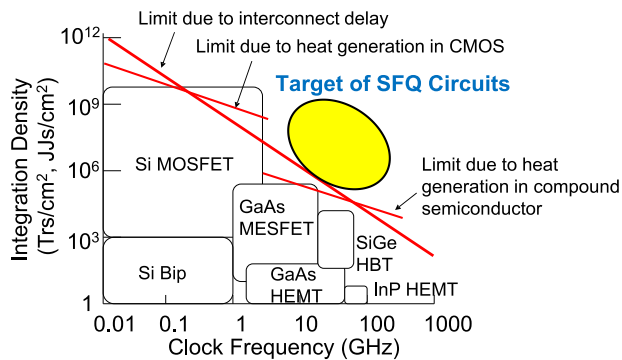 10¹²
Limit due to interconnect delay
Limit due to heat generation in CMOS
Target of SFQ Circuits
10⁹
Si MOSFET
10⁶
Limit due to heat
generation in compound
semiconductor
GaAs
MESFET
SiGe
HBT
10³
Si Bip
GaAs
HEMT
InP HEMT
1
0.01
0.1
1
10
100
1000
Clock Frequency (GHz)
Integration Density
(Trs/cm², JJs/cm²)